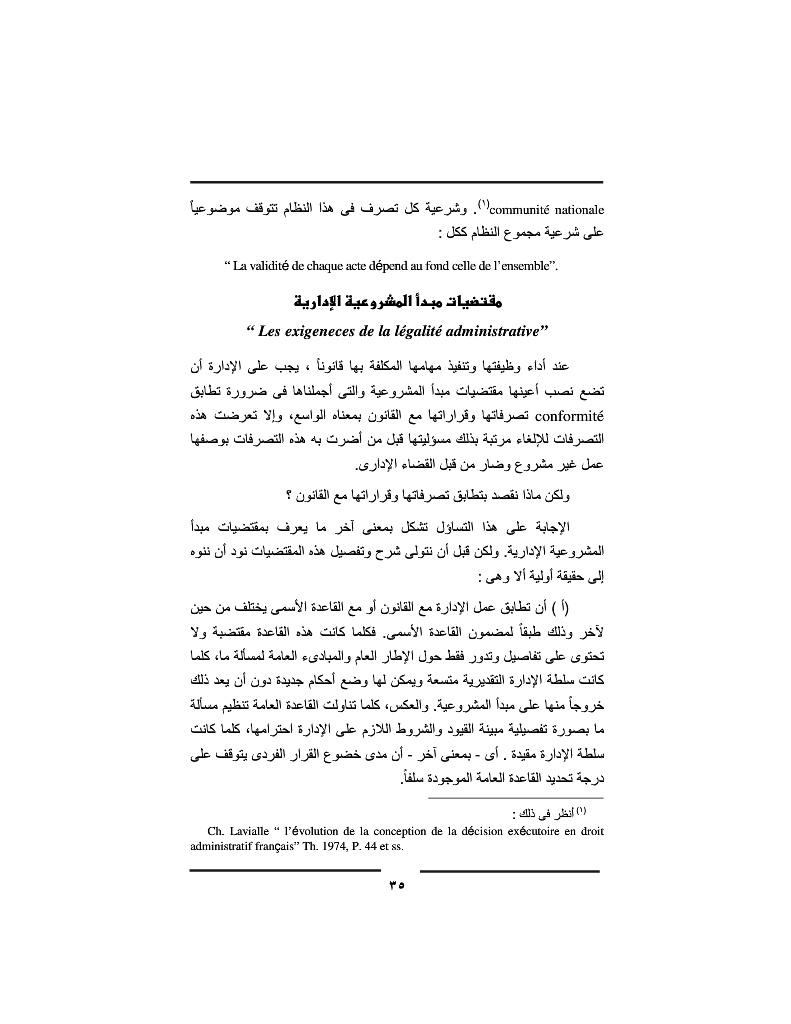 communité nationale(١). وشرعية كل تصرف فى هذا النظام تتوقف موضوعياً
على شرعية مجموع النظام ككل :
“ La validité de chaque acte dépend au fond celle de l’ensemble”.
مقتضيات مبدأ المشروعية الإدارية
“ Les exigeneces de la légalité administrative”
عند أداء وظيفتها وتنفيذ مهامها المكلفة بها قانوناً ، يجب على الإدارة أن
تضع نصب أعينها مقتضيات مبدأ المشروعية والتى أجملناها فى ضرورة تطابق
conformité تصرفاتها وقراراتها مع القانون بمعناه الواسع، وإلا تعرضت هذه
التصرفات للإلغاء مرتبة بذلك مسؤليتها قبل من أضرت به هذه التصرفات بوصفها
عمل غير مشروع وضار من قبل القضاء الإدارى.
ولكن ماذا نقصد بتطابق تصرفاتها وقراراتها مع القانون ؟
الإجابة على هذا التساؤل تشكل بمعنى آخر ما يعرف بمقتضيات مبدأ
المشروعية الإدارية. ولكن قبل أن نتولى شرح وتفصيل هذه المقتضيات نود أن ننوه
إلى حقيقة أولية ألا وهى :
(أ ) أن تطابق عمل الإدارة مع القانون أو مع القاعدة الأسمى يختلف من حين
لآخر وذلك طبقاً لمضمون القاعدة الأسمى. فكلما كانت هذه القاعدة مقتضبة ولا
تحتوى على تفاصيل وتدور فقط حول الإطار العام والمبادىء العامة لمسألة ما، كلما
كانت سلطة الإدارة التقديرية متسعة ويمكن لها وضع أحكام جديدة دون أن يعد ذلك
خروجاً منها على مبدأ المشروعية. والعكس، كلما تناولت القاعدة العامة تنظيم مسألة
ما بصورة تفصيلية مبينة القيود والشروط اللازم على الإدارة احترامها، كلما كانت
سلطة الإدارة مقيدة . أى - بمعنى آخر - أن مدى خضوع القرار الفردى يتوقف على
درجة تحديد القاعدة العامة الموجودة سلفاً.
(١) أنظر فى ذلك :
Ch. Lavialle “ l’évolution de la conception de la décision exécutoire en droit
administratif français” Th. 1974, P. 44 et ss.
٣٥